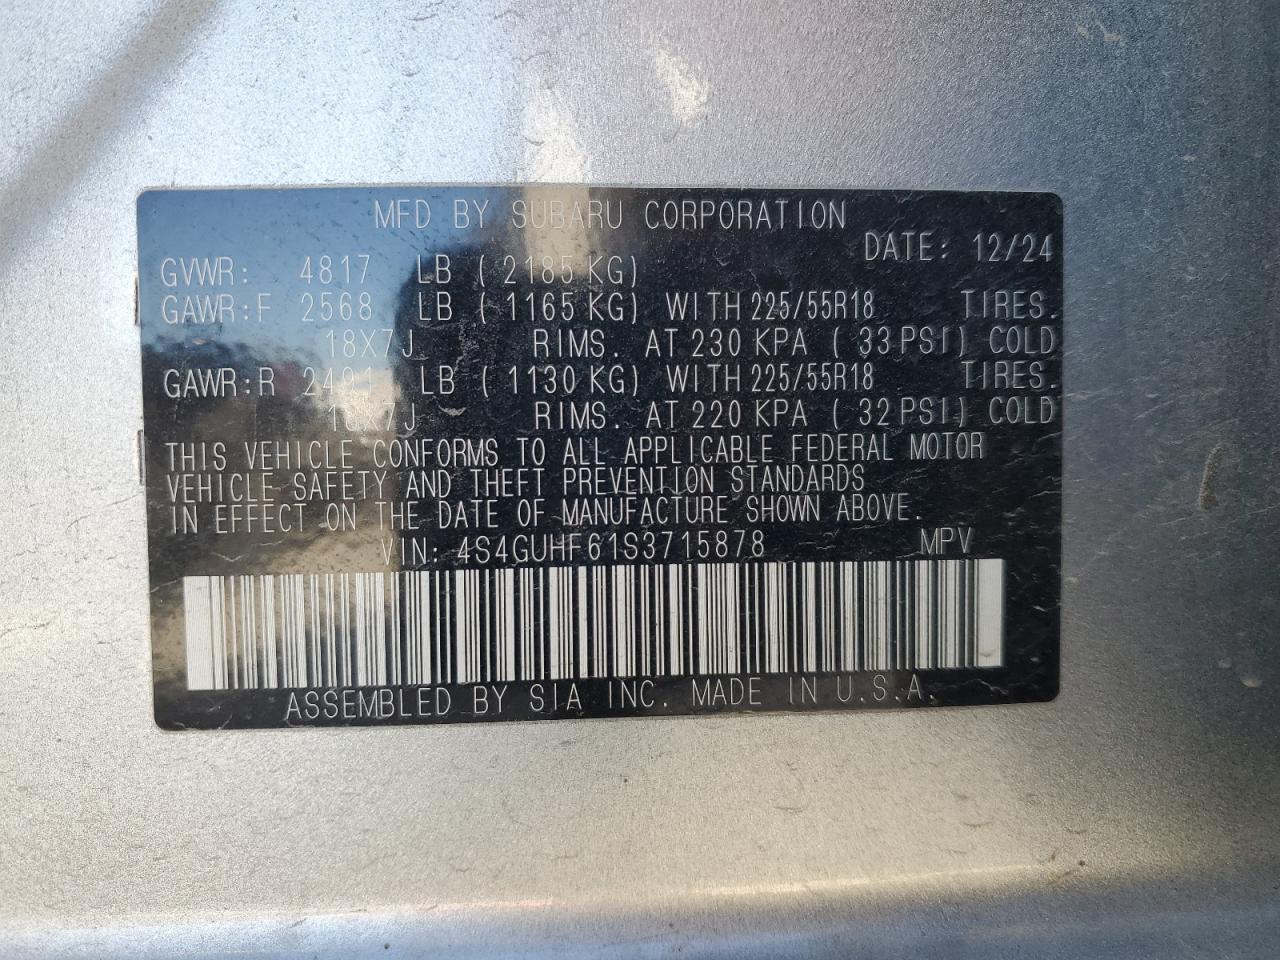 MFD BY SUBARU CORPORATION
DATE: 12/24
GVWR: 4817 LB ( 2185 KG)
GAWR:F 2568 LB ( 1165 KG) WITH 225/55R18 TIRES.
18X7J RIMS. AT 230 KPA ( 33 PSI) COLD
GAWR:R 2491 LB ( 1130 KG) WITH 225/55R18 TIRES.
18X7J RIMS. AT 220 KPA ( 32 PSI) COLD
THIS VEHICLE CONFORMS TO ALL APPLICABLE FEDERAL MOTOR
VEHICLE SAFETY AND THEFT PREVENTION STANDARDS
IN EFFECT ON THE DATE OF MANUFACTURE SHOWN ABOVE.
VIN: 4S4GUHF61S3715878 MPV
ASSEMBLED BY SIA INC. MADE IN U.S.A.